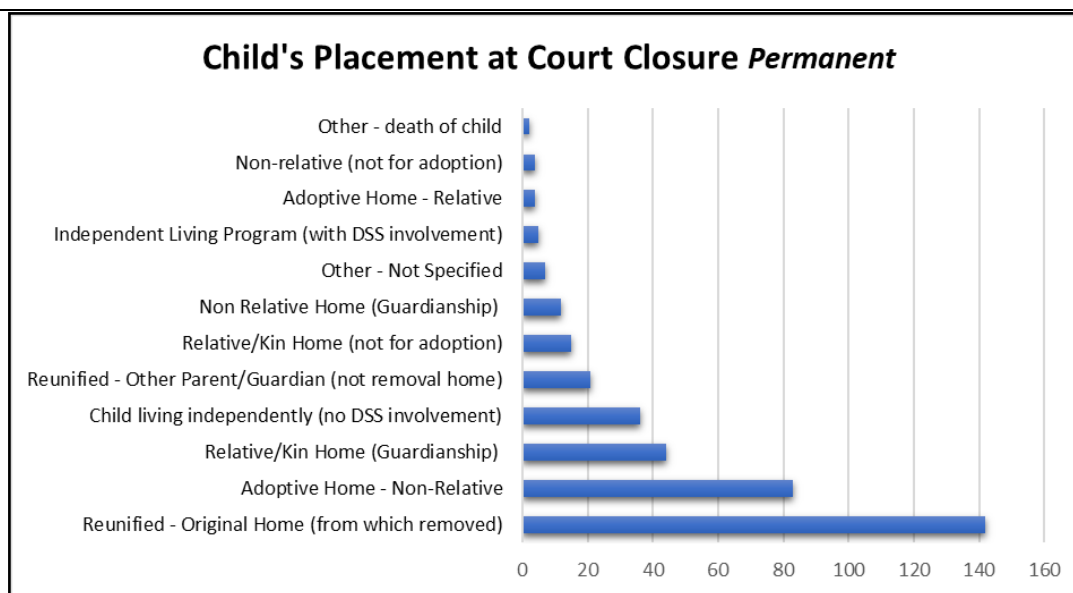 Child's Placement at Court Closure Permanent
Other - death of child
Non-relative (not for adoption)
Adoptive Home - Relative
Independent Living Program (with DSS involvement)
Other - Not Specified
Non Relative Home (Guardianship)
Relative/Kin Home (not for adoption)
Reunified - Other Parent/Guardian (not removal home)
Child living independently (no DSS involvement)
Relative/Kin Home (Guardianship)
Adoptive Home - Non-Relative
Reunified - Original Home (from which removed)
0 20 40 60 80 100 120 140 160